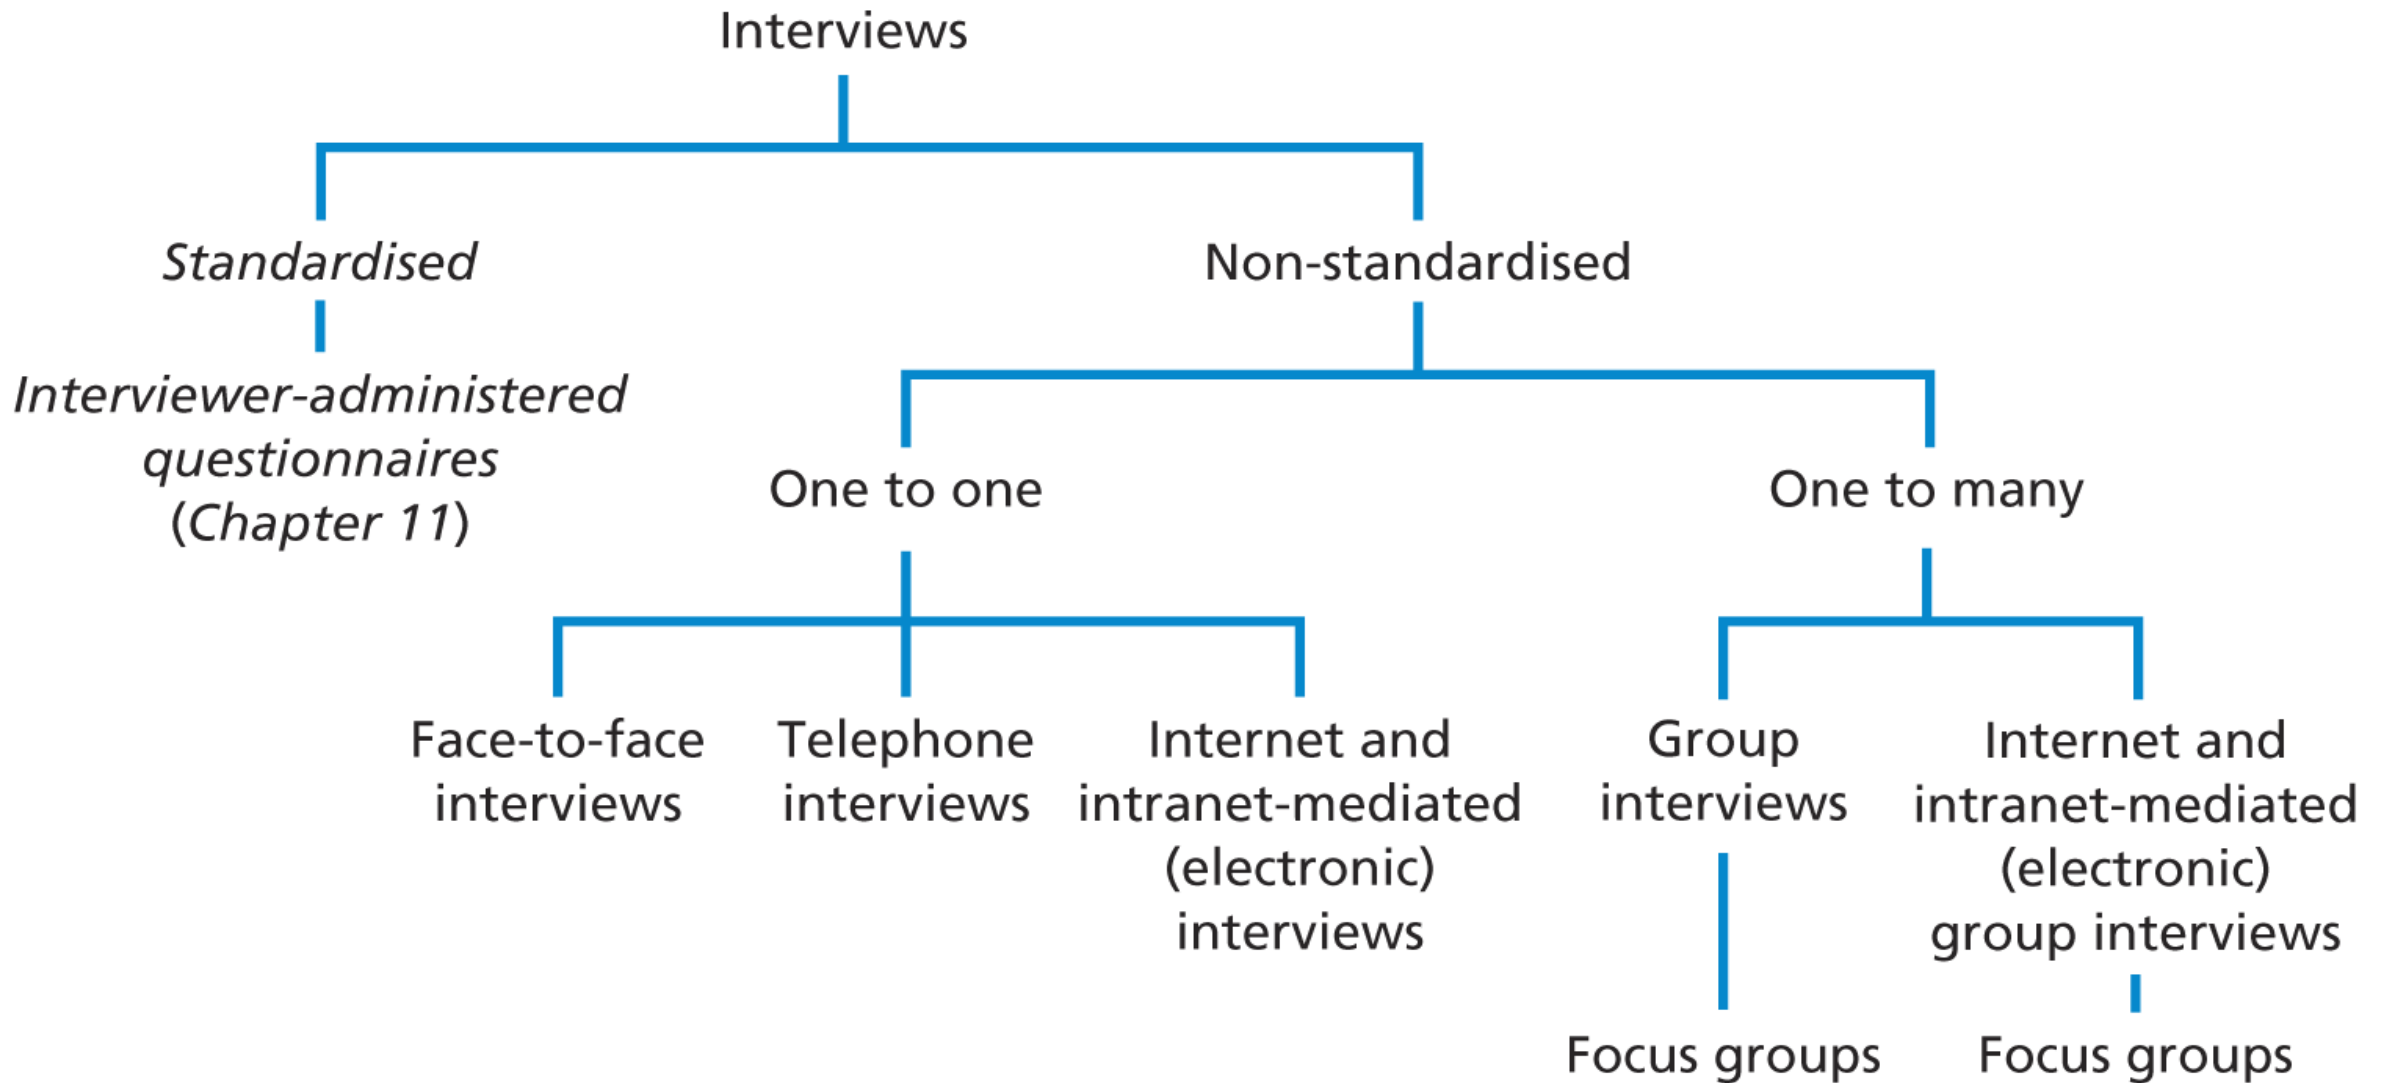 Interviews
Standardised
Non-standardised
Interviewer-administered
questionnaires
(Chapter 11)
One to one
One to many
Face-to-face
interviews
Telephone
interviews
Internet and
intranet-mediated
(electronic)
interviews
Group
interviews
Internet and
intranet-mediated
(electronic)
group interviews
Focus groups
Focus groups